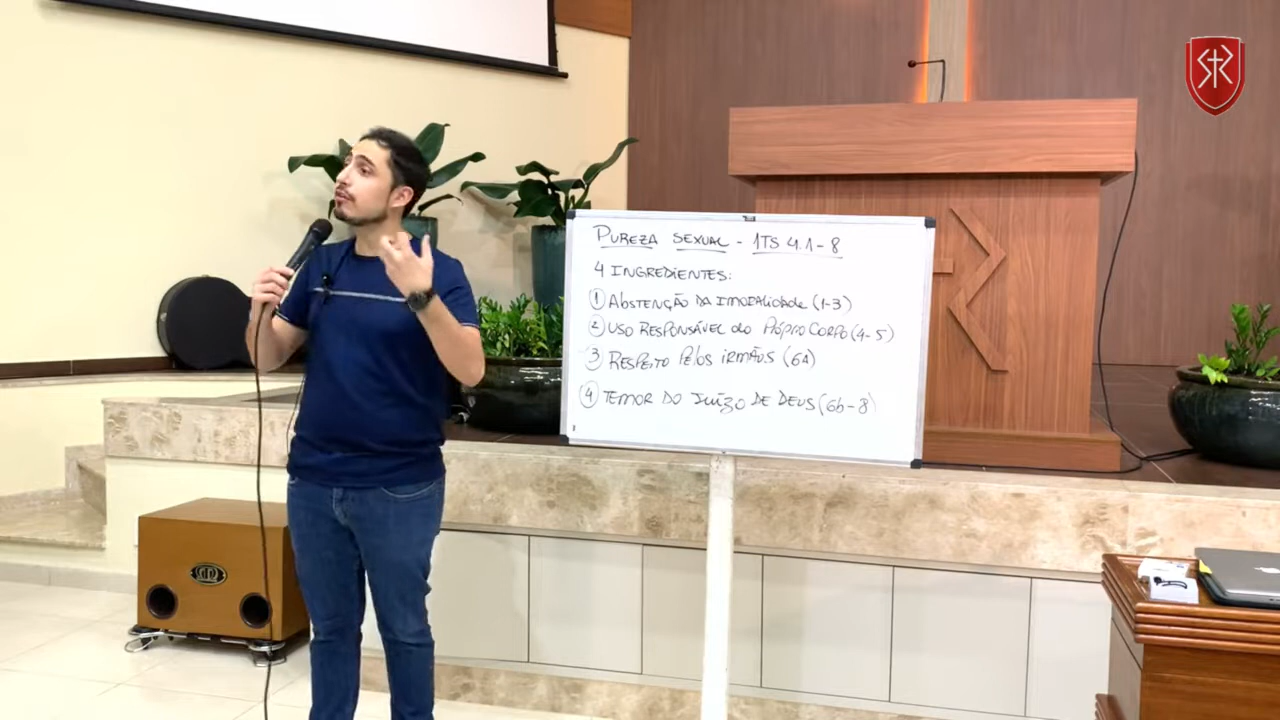 PUREZA SEXUAL - 1TS 4.1-8
4 INGREDIENTES:
1 ABSTENÇÃO DA IMORALIDADE (1-3)
2 USO RESPONSÁVEL do PRÓPRIO CORPO (4-5)
3 RESPEITO PELOS IRMÃOS (6A)
4 TEMOR DO JUÍZO DE DEUS (6b-8)